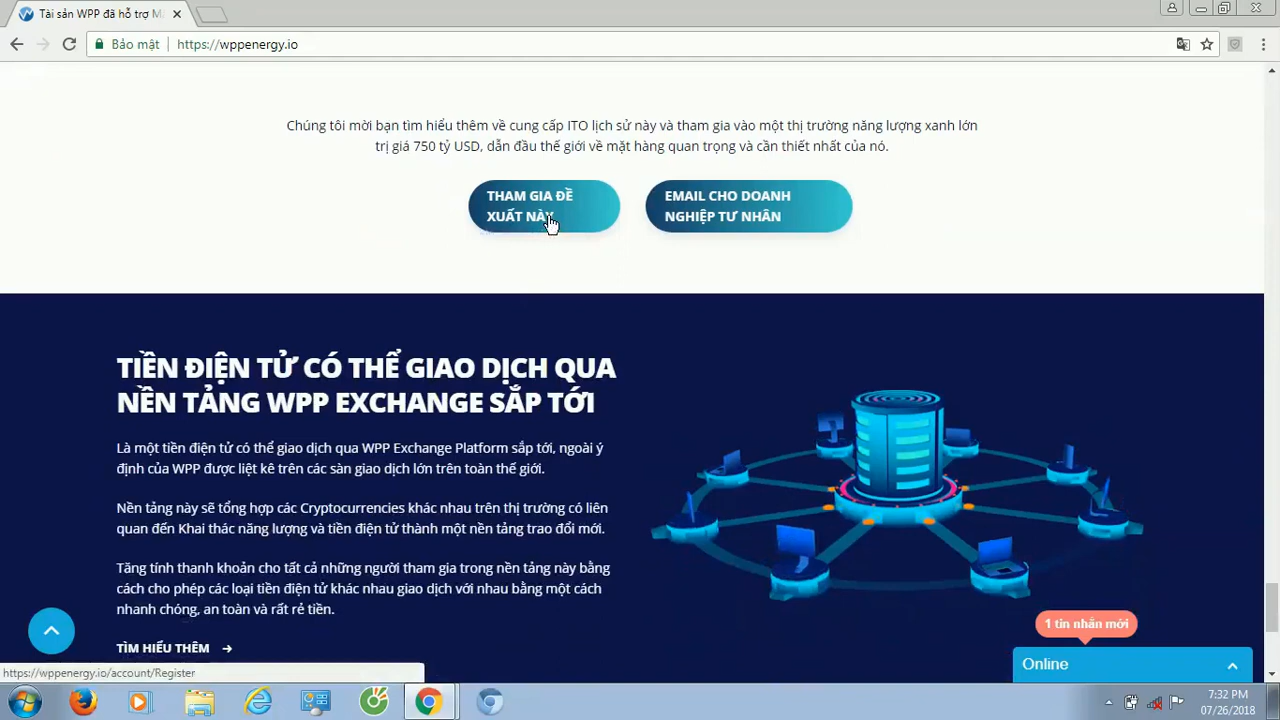 Tài sản WPP đã hỗ trợ Mã
Bảo mật
https://wppenergy.io
Chúng tôi mời bạn tìm hiểu thêm về cung cấp ITO lịch sử này và tham gia vào một thị trường năng lượng xanh lớn
trị giá 750 tỷ USD, dẫn đầu thế giới về mặt hàng quan trọng và cần thiết nhất của nó.
THAM GIA ĐỀ
XUẤT NÀY
EMAIL CHO DOANH
NGHIỆP TƯ NHÂN
TIỀN ĐIỆN TỬ CÓ THỂ GIAO DỊCH QUA
NỀN TẢNG WPP EXCHANGE SẮP TỚI
Là một tiền điện tử có thể giao dịch qua WPP Exchange Platform sắp tới, ngoài ý
định của WPP được liệt kê trên các sàn giao dịch lớn trên toàn thế giới.
Nền tảng này sẽ tổng hợp các Cryptocurrencies khác nhau trên thị trường có liên
quan đến Khai thác năng lượng và tiền điện tử thành một nền tảng trao đổi mới.
Tăng tính thanh khoản cho tất cả những người tham gia trong nền tảng này bằng
cách cho phép các loại tiền điện tử khác nhau giao dịch với nhau bằng một cách
nhanh chóng, an toàn và rất rẻ tiền.
TÌM HIỂU THÊM
1 tin nhắn mới
Online
https://wppenergy.io/account/Register
7:32 PM
07/26/2018